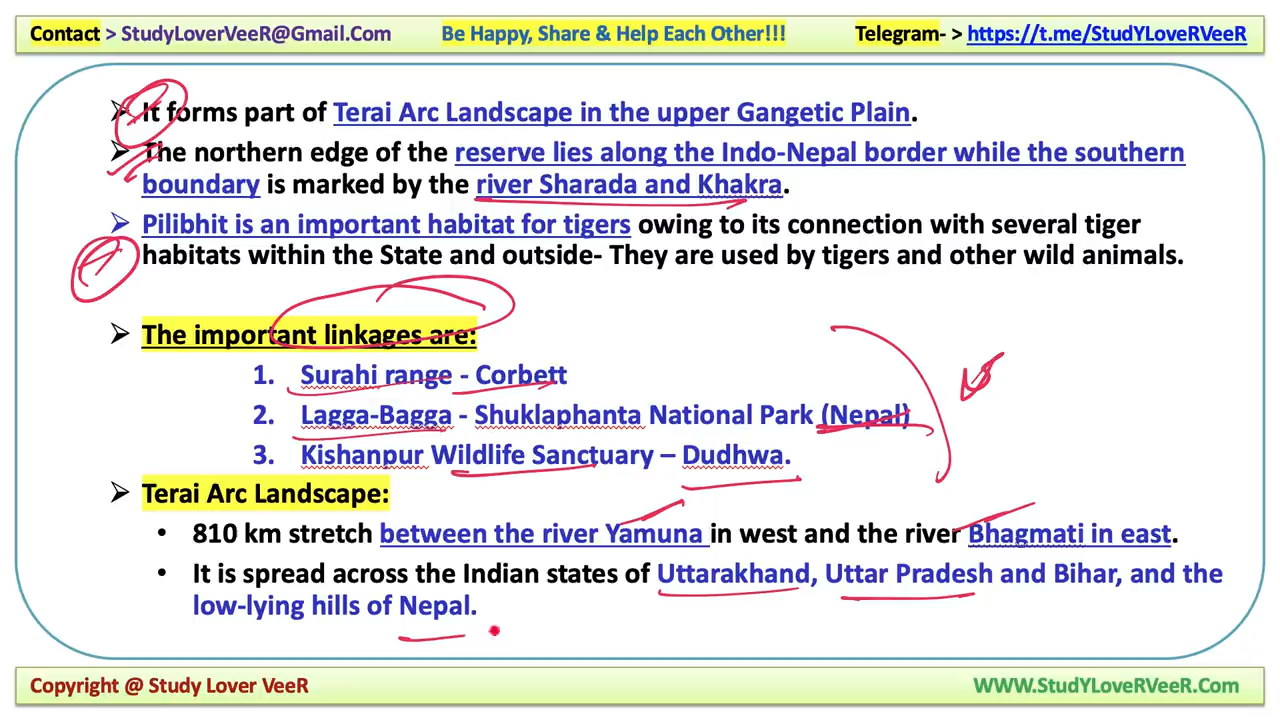 Contact > StudyLoverVeeR@Gmail.Com Be Happy, Share & Help Each Other!!! Telegram- > https://t.me/StudYLoveRVeeR
➢ It forms part of Terai Arc Landscape in the upper Gangetic Plain.
➢ The northern edge of the reserve lies along the Indo-Nepal border while the southern
boundary is marked by the river Sharada and Khakra.
➢ Pilibhit is an important habitat for tigers owing to its connection with several tiger
habitats within the State and outside- They are used by tigers and other wild animals.
➢ The important linkages are:
1. Surahi range - Corbett
2. Lagga-Bagga - Shuklaphanta National Park (Nepal)
3. Kishanpur Wildlife Sanctuary – Dudhwa.
➢ Terai Arc Landscape:
• 810 km stretch between the river Yamuna in west and the river Bhagmati in east.
• It is spread across the Indian states of Uttarakhand, Uttar Pradesh and Bihar, and the
low-lying hills of Nepal.
Copyright @ Study Lover VeeR WWW.StudYLoveRVeeR.Com